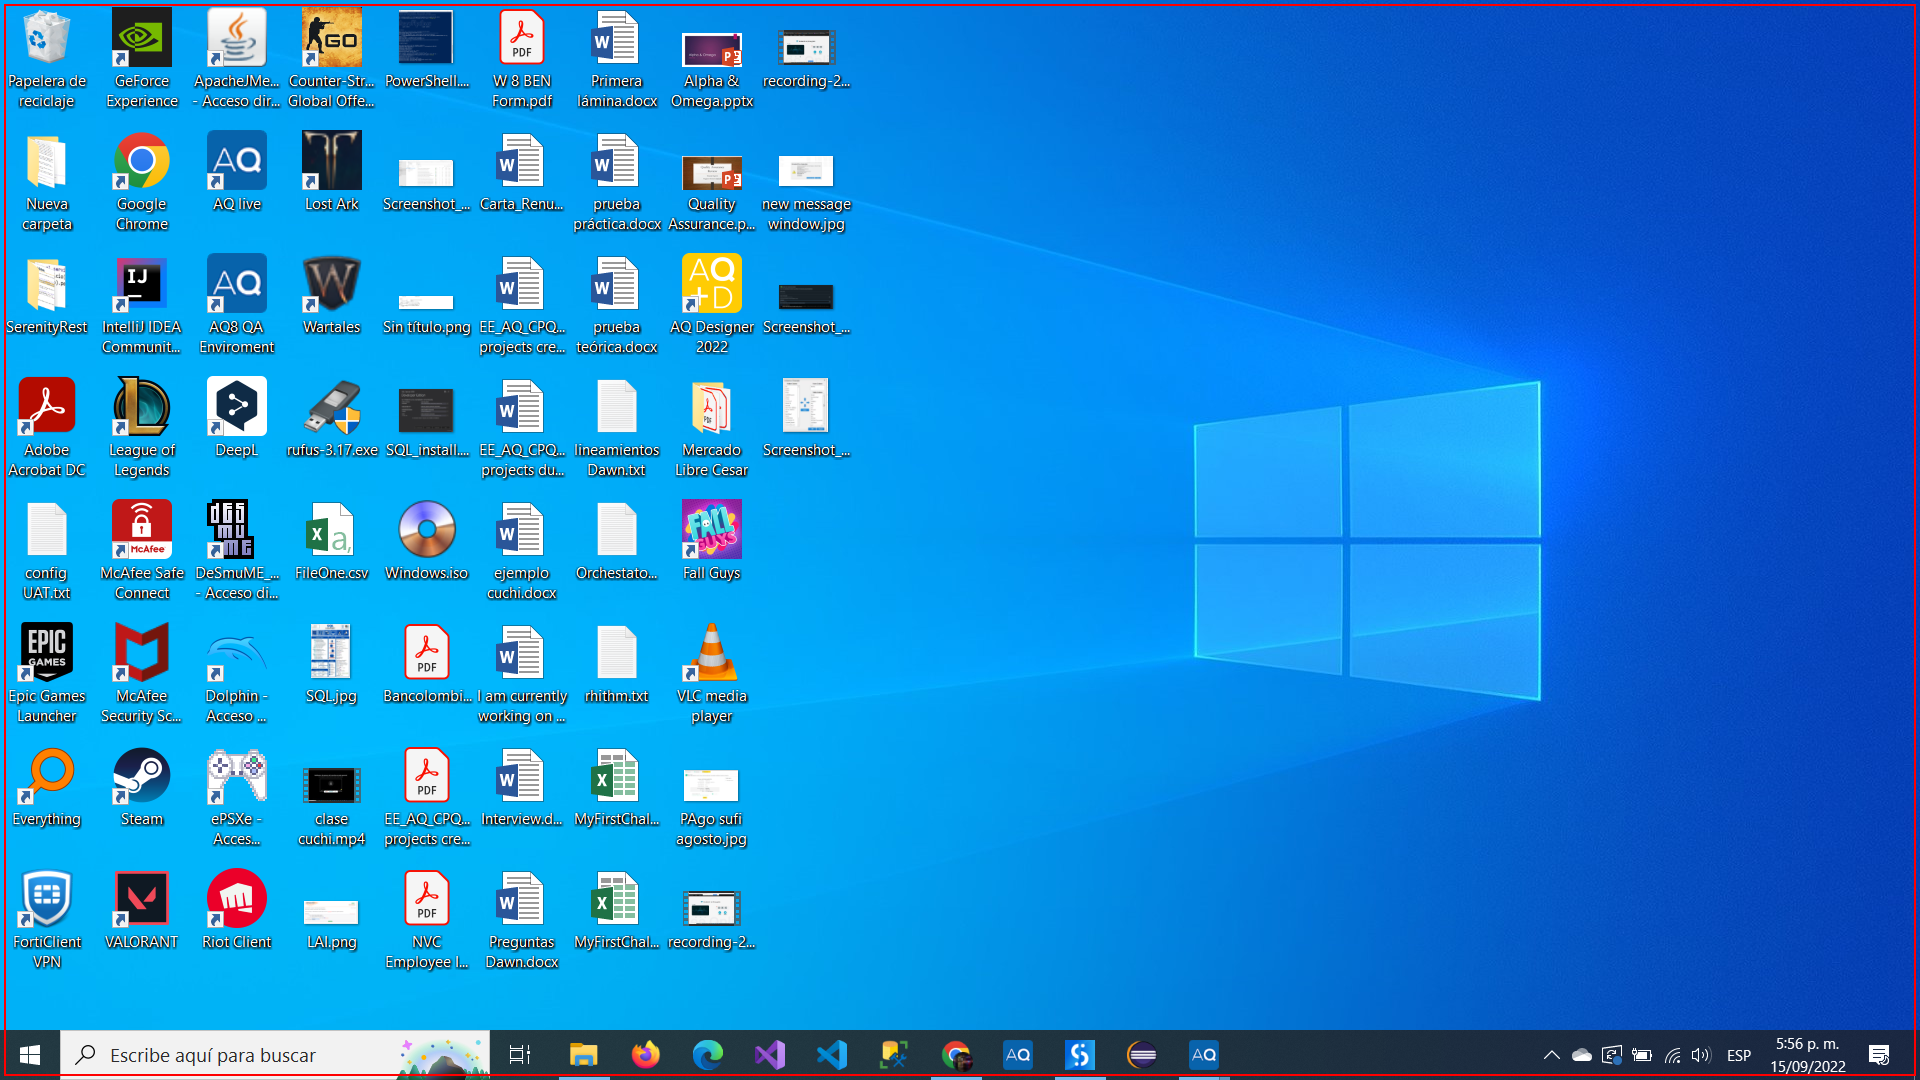 Papelera de
reciclaje
GeForce
Experience
ApacheJMe...
- Acceso dir...
Counter-Str...
Global Offe...
PowerShell....
W 8 BEN
Form.pdf
Primera
lámina.docx
Alpha &
Omega.pptx
recording-2...
Nueva
carpeta
Google
Chrome
AQ live
Lost Ark
Screenshot_...
Carta_Renu...
prueba
práctica.docx
Quality
Assurance.p...
new message
window.jpg
SerenityRest
IntelliJ IDEA
Communit...
AQ8 QA
Enviroment
Wartales
Sin título.png
EE_AQ_CPQ...
projects cre...
prueba
teórica.docx
AQ Designer
2022
Screenshot_...
Adobe
Acrobat DC
League of
Legends
DeepL
rufus-3.17.exe
SQL_install....
EE_AQ_CPQ...
projects du...
lineamientos
Dawn.txt
Mercado
Libre Cesar
Screenshot_...
config
UAT.txt
McAfee Safe
Connect
DeSmuME_...
- Acceso di...
FileOne.csv
Windows.iso
ejemplo
cuchi.docx
Orchestato...
Fall Guys
Epic Games
Launcher
McAfee
Security Sc...
Dolphin -
Acceso ...
SQL.jpg
Bancolombi...
I am currently
working on ...
rhithm.txt
VLC media
player
Everything
Steam
ePSXe -
Acces...
clase
cuchi.mp4
EE_AQ_CPQ...
projects cre...
Interview.d...
MyFirstChal...
PAgo sufi
agosto.jpg
FortiClient
VPN
VALORANT
Riot Client
LAI.png
NVC
Employee I...
Preguntas
Dawn.docx
MyFirstChal...
recording-2...
Escribe aquí para buscar
ESP
5:56 p. m.
15/09/2022